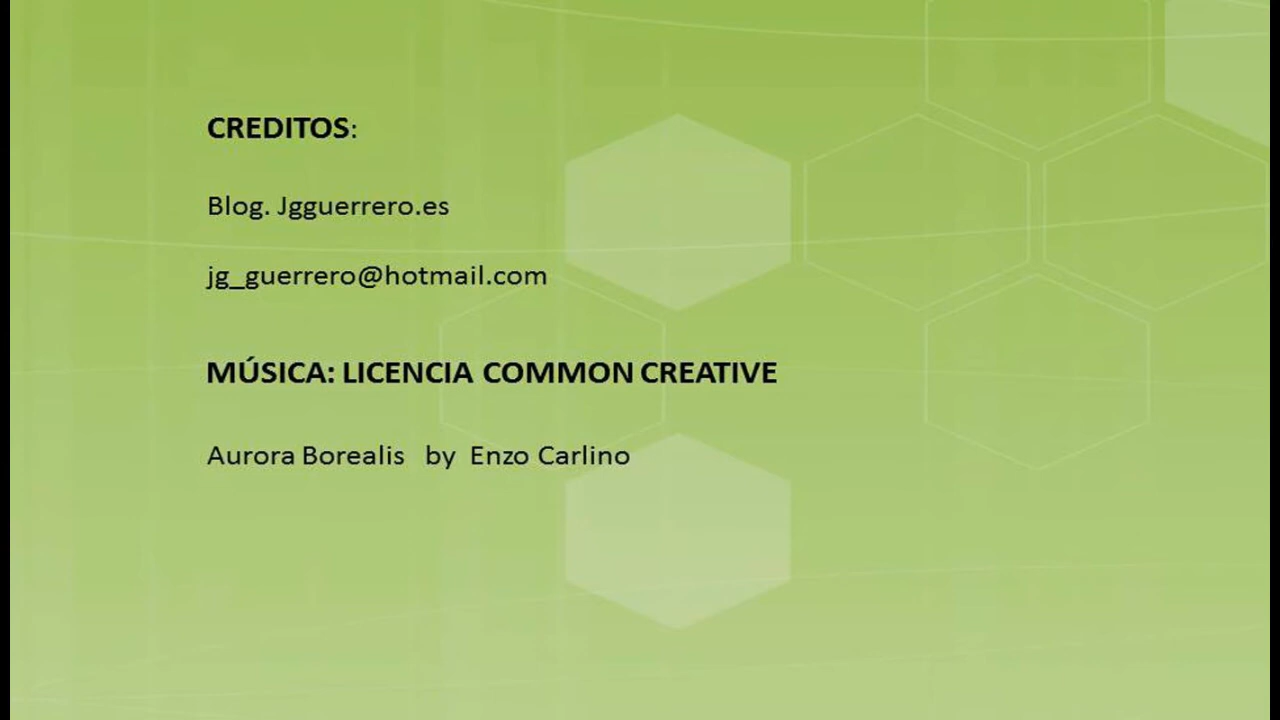 CREDITOS:
Blog. Jgguerrero.es
jg_guerrero@hotmail.com
MÚSICA: LICENCIA COMMON CREATIVE
Aurora Borealis by Enzo Carlino